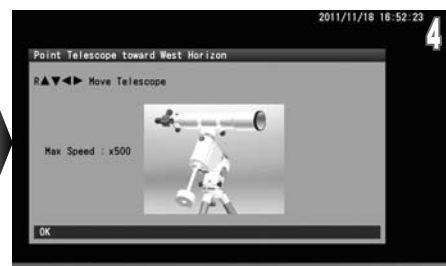 2011/11/18 16:52:23
4
Point Telescope toward West Horizon
R▲▼◀▶ Move Telescope
Max Speed : x500
OK